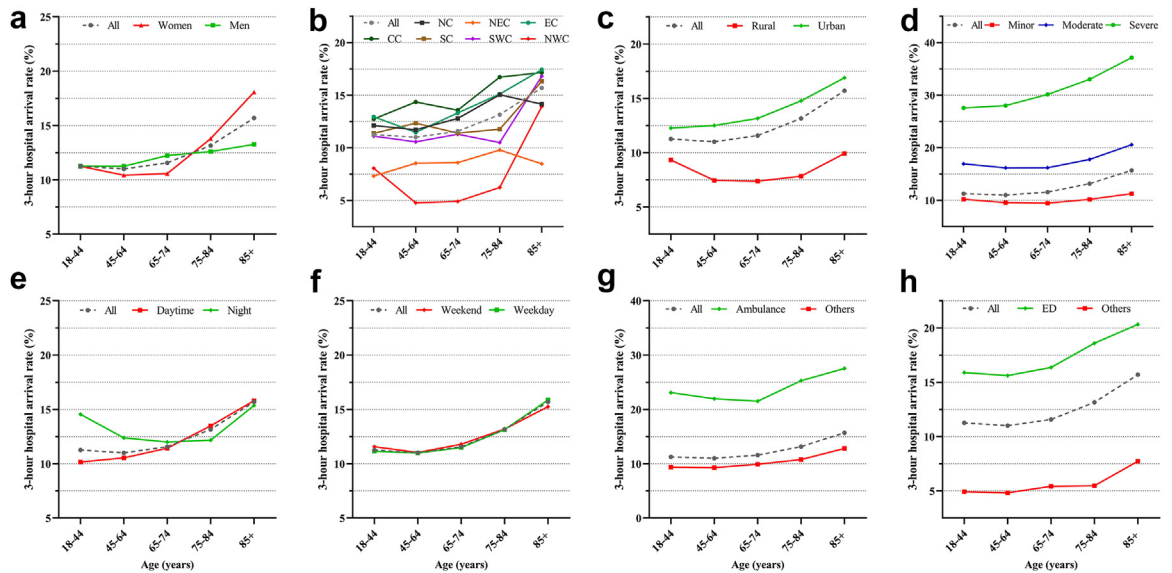 a
All Women Men
3-hour hospital arrival rate (%)
25
20
15
10
5
18-44 45-64 65-74 75-84 85+
b
All NC NEC EC
CC SC SWC NWC
3-hour hospital arrival rate (%)
20
15
10
5
18-44 45-64 65-74 75-84 85+
c
All Rural Urban
3-hour hospital arrival rate (%)
20
15
10
5
18-44 45-64 65-74 75-84 85+
d
All Minor Moderate Severe
3-hour hospital arrival rate (%)
40
30
20
10
18-44 45-64 65-74 75-84 85+
e
All Daytime Night
3-hour hospital arrival rate (%)
25
20
15
10
5
18-44 45-64 65-74 75-84 85+
Age (years)
f
All Weekend Weekday
3-hour hospital arrival rate (%)
25
20
15
10
5
18-44 45-64 65-74 75-84 85+
Age (years)
g
All Ambulance Others
3-hour hospital arrival rate (%)
40
30
20
10
0
18-44 45-64 65-74 75-84 85+
Age (years)
h
All ED Others
3-hour hospital arrival rate (%)
20
15
10
5
18-44 45-64 65-74 75-84 85+
Age (years)